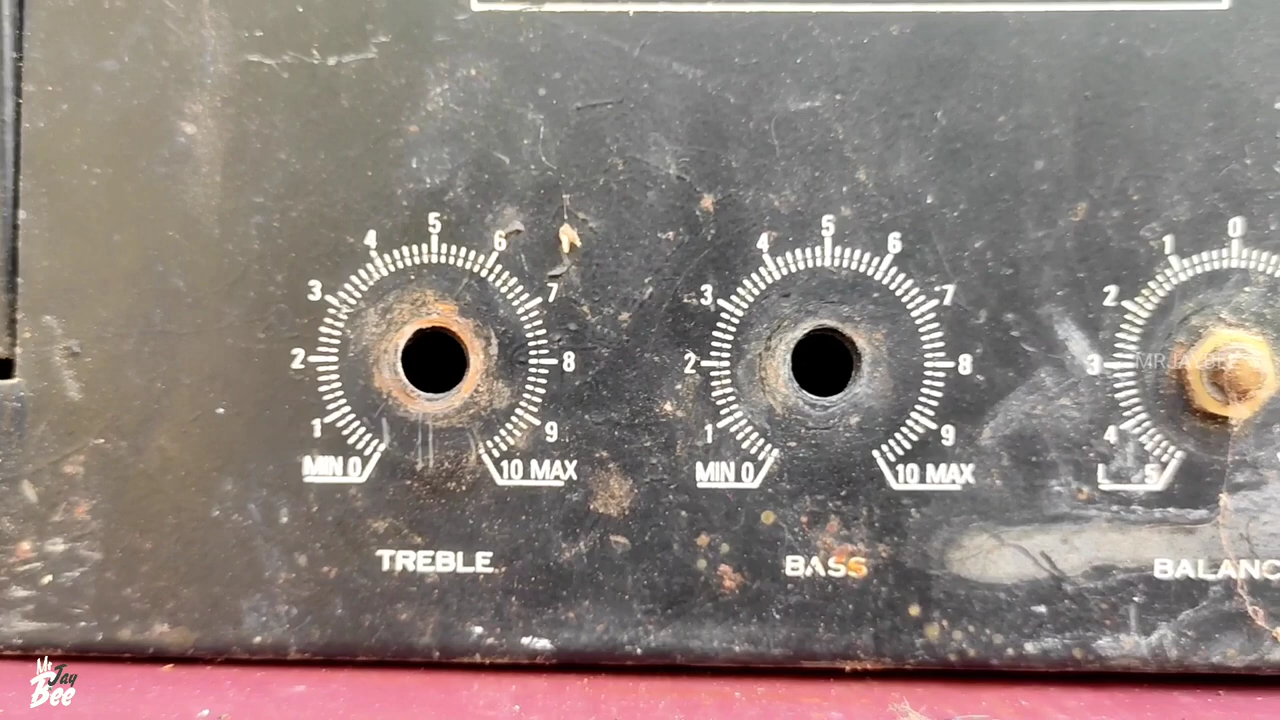 5 5 0
4 6 4 6 1
3 7 3 7 2
2 8 2 8 3
MRJAYBEE
1 9 1 9 4
MIN 0 10 MAX MIN 0 10 MAX L 5
TREBLE BASS BALANC
Mr
Jay
Bee